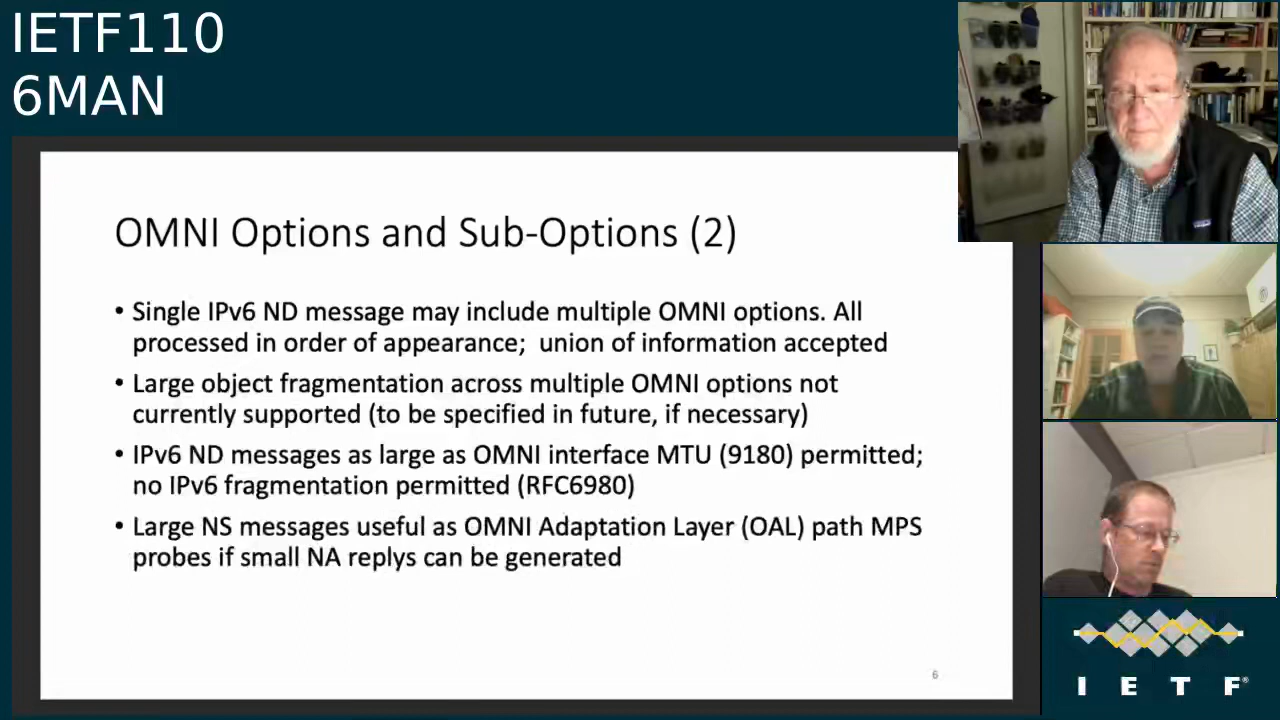 IETF110
6MAN
OMNI Options and Sub-Options (2)
• Single IPv6 ND message may include multiple OMNI options. All
processed in order of appearance;  union of information accepted
• Large object fragmentation across multiple OMNI options not
currently supported (to be specified in future, if necessary)
• IPv6 ND messages as large as OMNI interface MTU (9180) permitted;
no IPv6 fragmentation permitted (RFC6980)
• Large NS messages useful as OMNI Adaptation Layer (OAL) path MPS
probes if small NA replys can be generated
6
I E T F®